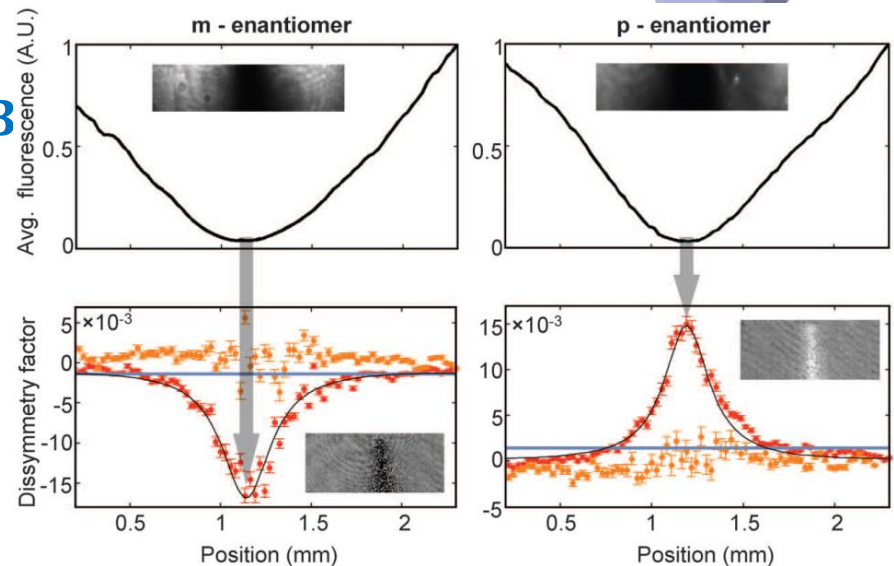 m - enantiomer
p - enantiomer
3
Avg. fluorescence (A.U.)
1
0.5
0
1
0.5
0
Dissymmetry factor
×10-3
5
0
-5
-10
-15
×10-3
15
10
5
0
-5
0.5 1 1.5 2
0.5 1 1.5 2
Position (mm)
Position (mm)